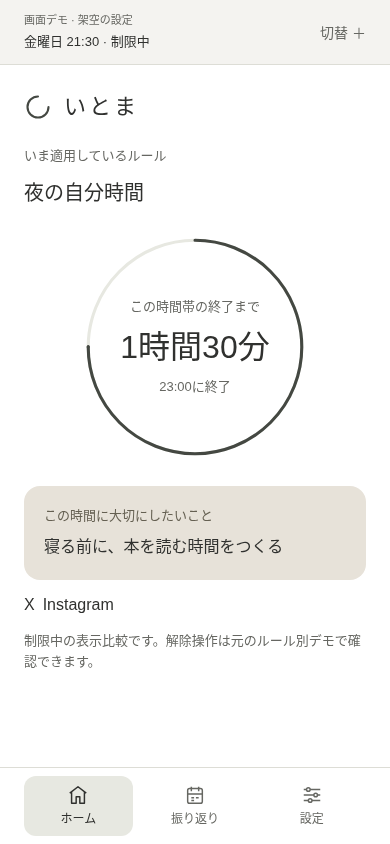 画面デモ · 架空の設定
金曜日 21:30 · 制限中
切替 ＋
いとま
いま適用しているルール
夜の自分時間
この時間帯の終了まで
1時間30分
23:00に終了
この時間に大切にしたいこと
寝る前に、本を読む時間をつくる
X Instagram
制限中の表示比較です。解除操作は元のルール別デモで確
認できます。
ホーム
振り返り
設定